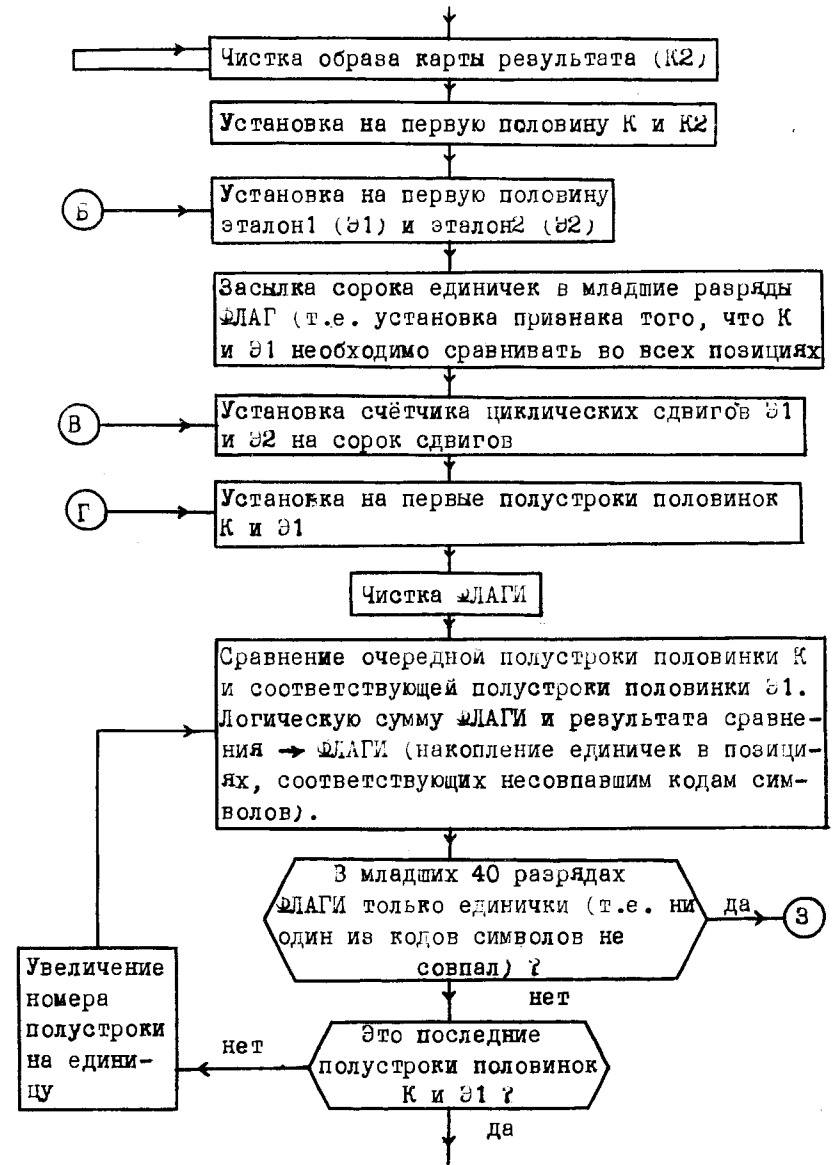 Чистка образа карты результата (К2)
Установка на первую половину К и К2
Б
Установка на первую половину
эталон1 (Э1) и эталон2 (Э2)
Засылка сорока единичек в младшие разряды
ФЛАГ (т.е. установка признака того, что К
и Э1 необходимо сравнивать во всех позициях
В
Установка счётчика циклических сдвигов Э1
и Э2 на сорок сдвигов
Г
Установка на первые полустроки половинок
К и Э1
Чистка ФЛАГИ
Сравнение очередной полустроки половинки К
и соответствующей полустроки половинки Э1.
Логическую сумму ФЛАГИ и результата сравне-
ния → ФЛАГИ (накопление единичек в позици-
ях, соответствующих несовпавшим кодам сим-
волов).
В младших 40 разрядах
ФЛАГИ только единички (т.е. ни
один из кодов символов не
совпал) ?
да
З
нет
Увеличение
номера
полустроки
на едини-
цу
нет
Это последние
полустроки половинок
К и Э1 ?
да